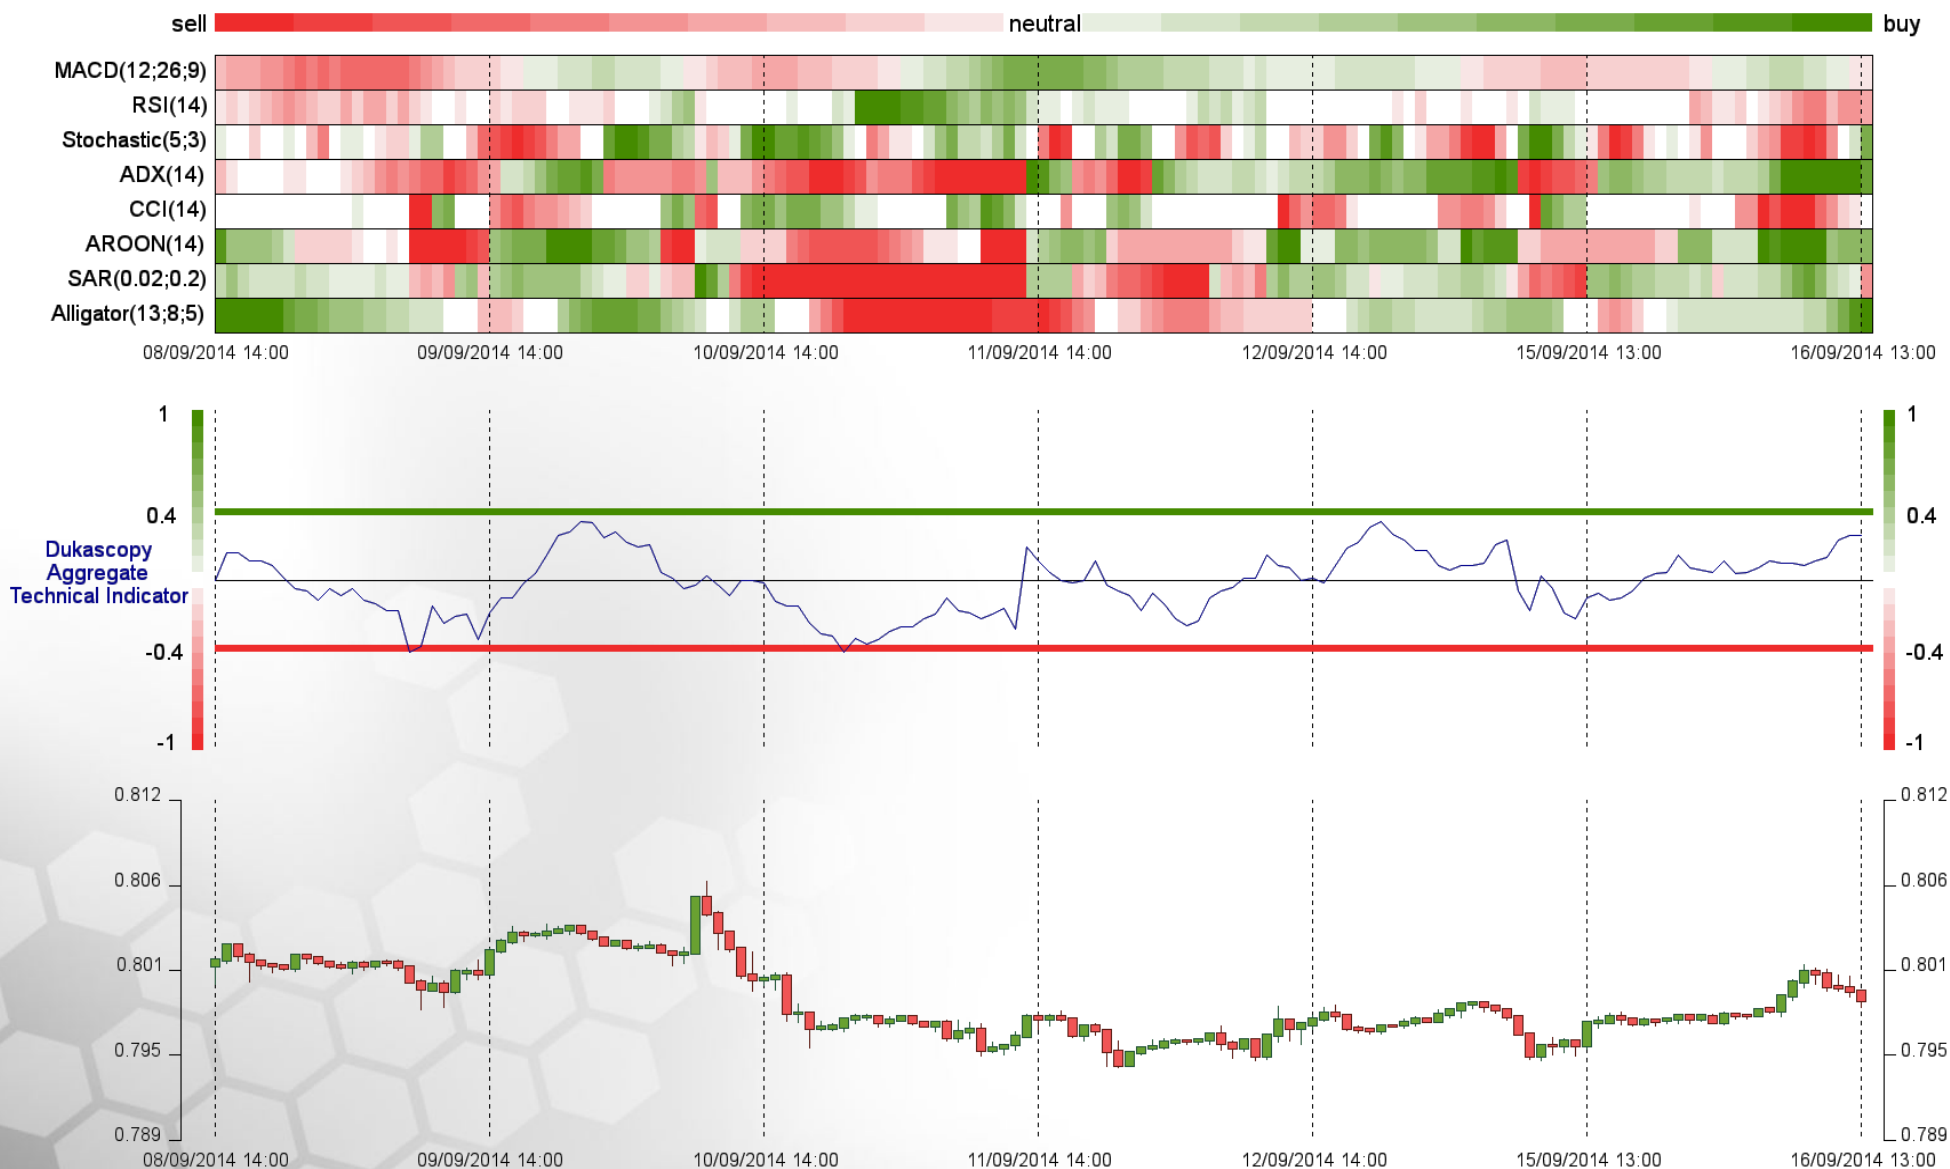 sell neutral buy
MACD(12;26;9)
RSI(14)
Stochastic(5;3)
ADX(14)
CCI(14)
AROON(14)
SAR(0.02;0.2)
Alligator(13;8;5)
08/09/2014 14:00 09/09/2014 14:00 10/09/2014 14:00 11/09/2014 14:00 12/09/2014 14:00 15/09/2014 13:00 16/09/2014 13:00
1 1
0.4 0.4
Dukascopy
Aggregate
Technical Indicator
-0.4 -0.4
-1 -1
0.812 0.812
0.806 0.806
0.801 0.801
0.795 0.795
0.789 0.789
08/09/2014 14:00 09/09/2014 14:00 10/09/2014 14:00 11/09/2014 14:00 12/09/2014 14:00 15/09/2014 13:00 16/09/2014 13:00